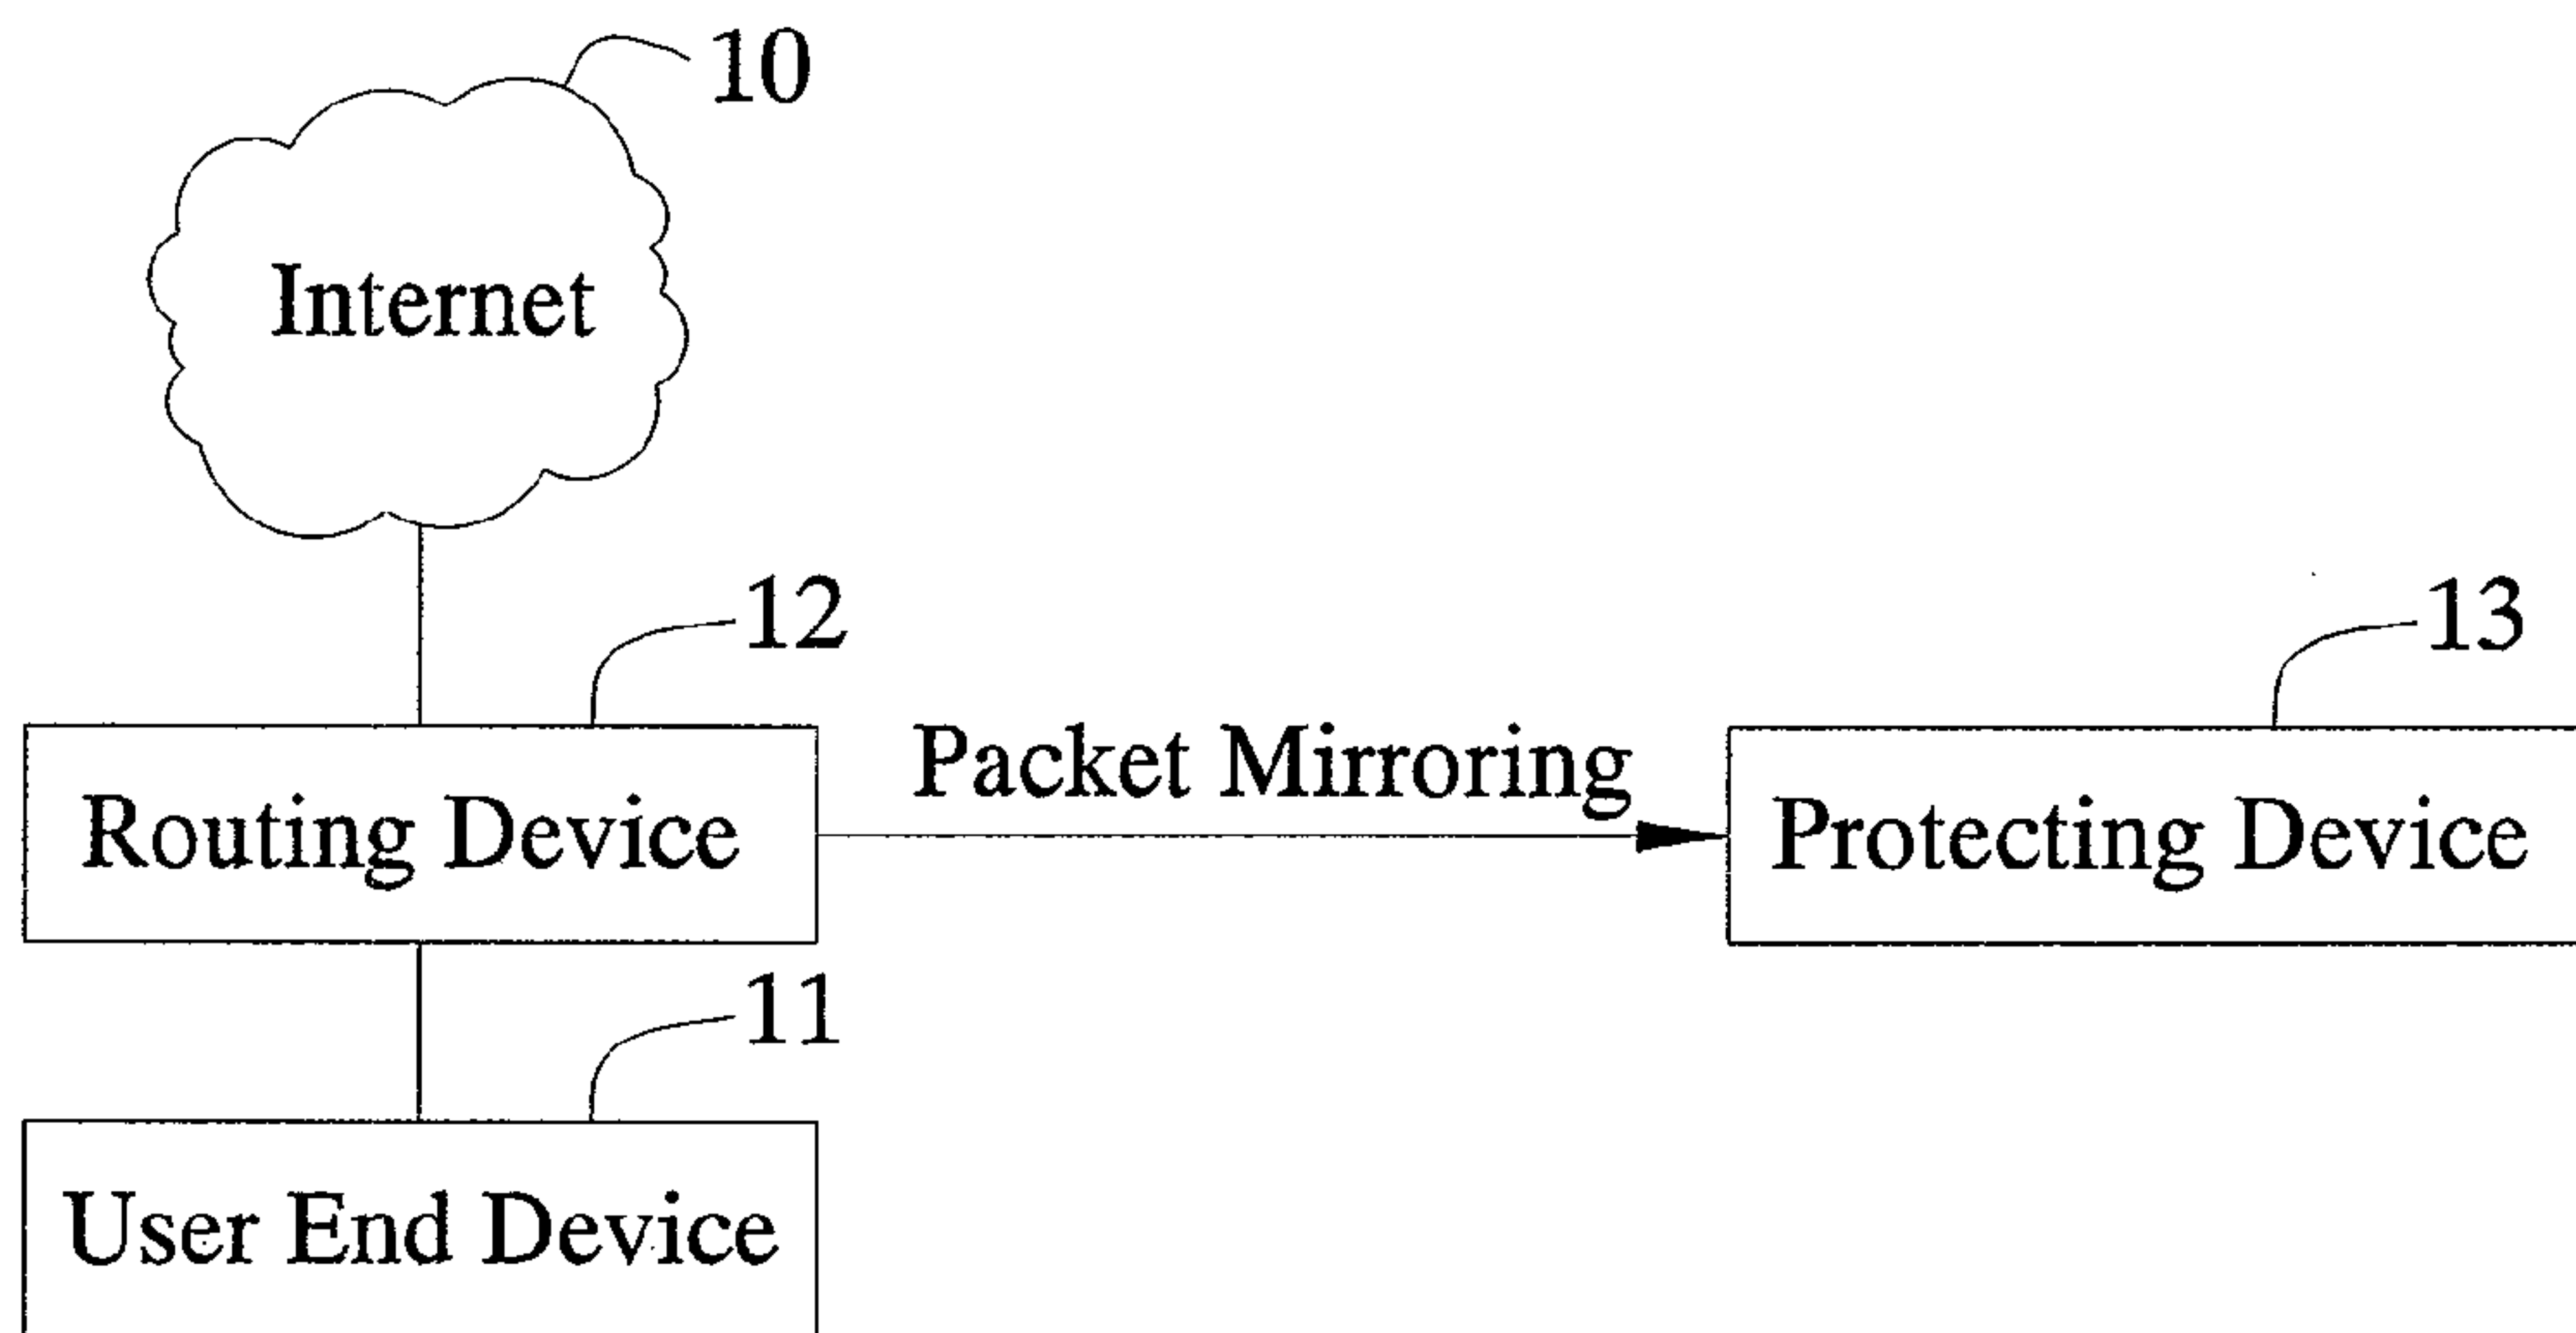 10
Internet
12
13
Packet Mirroring
Routing Device
Protecting Device
11
User End Device